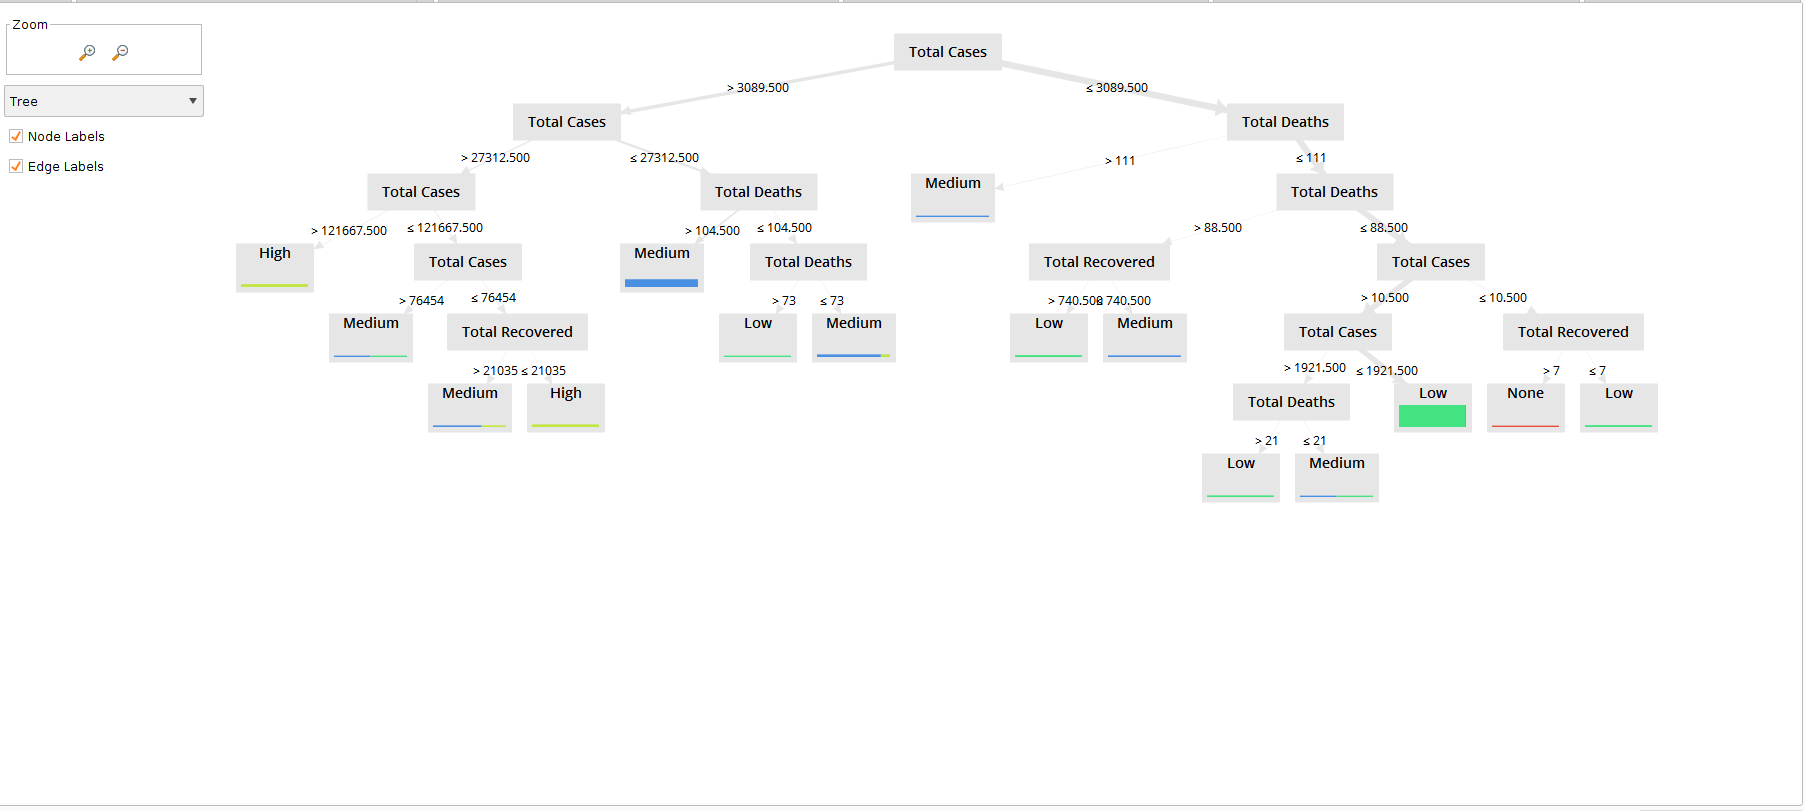 Zoom
Tree
Node Labels
Edge Labels
Total Cases
> 3089.500
≤ 3089.500
Total Cases
Total Deaths
> 27312.500
≤ 27312.500
> 111
≤ 111
Total Cases
Total Deaths
Medium
Total Deaths
> 121667.500
≤ 121667.500
> 104.500
≤ 104.500
> 88.500
≤ 88.500
High
Total Cases
Medium
Total Deaths
Total Recovered
Total Cases
> 76454
≤ 76454
> 73
≤ 73
> 740.500
≤ 740.500
> 10.500
≤ 10.500
Medium
Total Recovered
Low
Medium
Low
Medium
Total Cases
Total Recovered
> 21035
≤ 21035
> 1921.500
≤ 1921.500
> 7
≤ 7
Medium
High
Total Deaths
Low
None
Low
> 21
≤ 21
Low
Medium